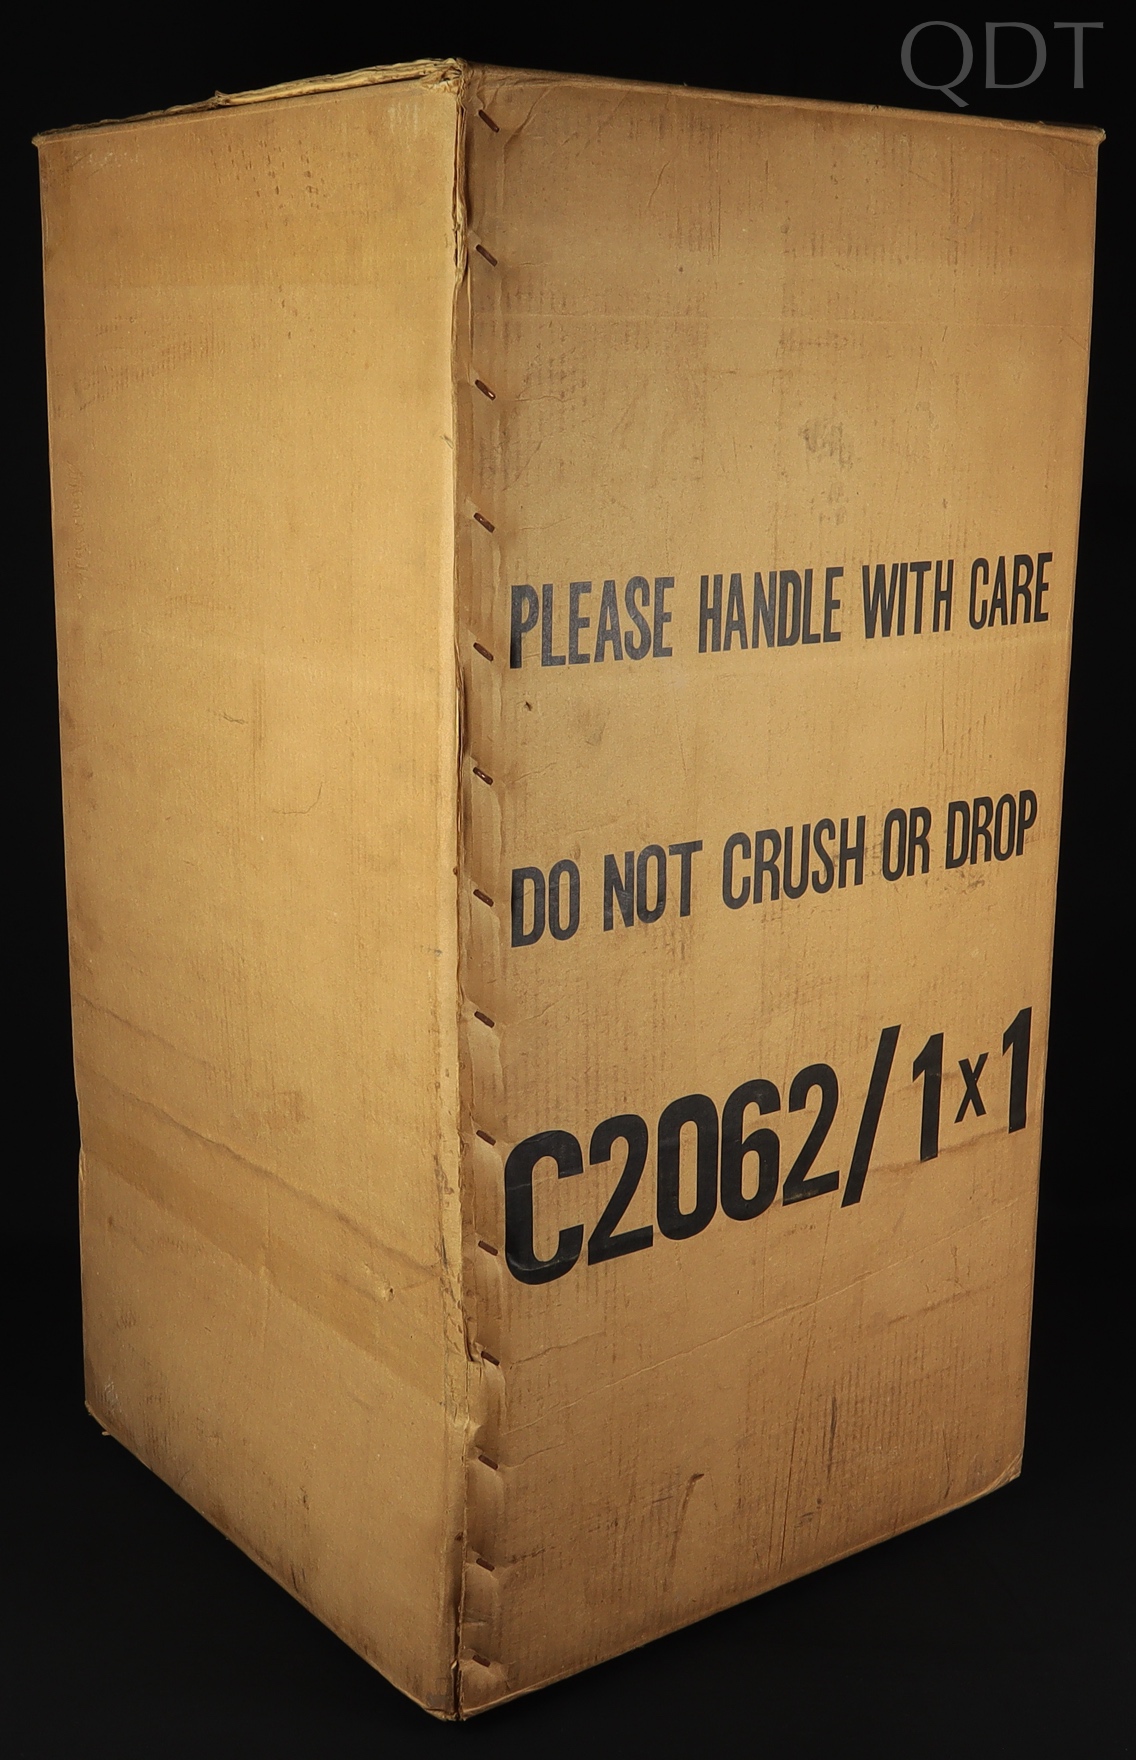 QDT
PLEASE HANDLE WITH CARE
DO NOT CRUSH OR DROP
C2062/1x1